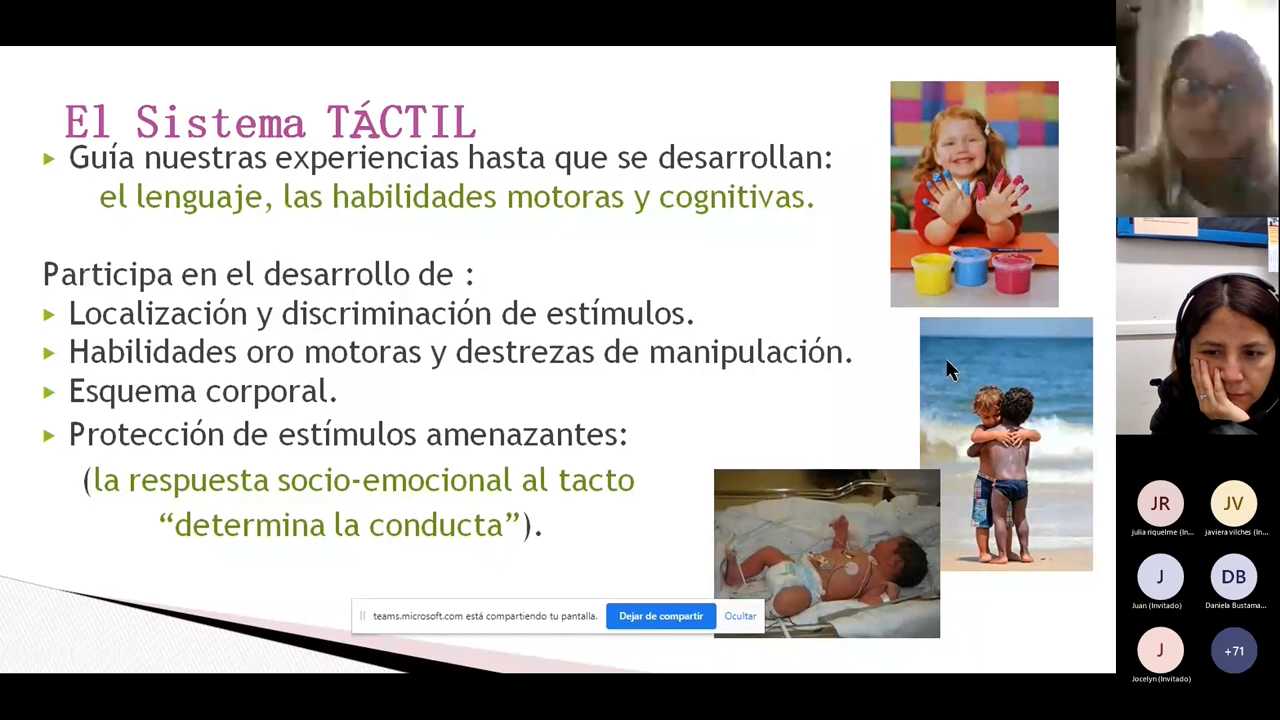 El Sistema TÁCTIL
Guía nuestras experiencias hasta que se desarrollan:
el lenguaje, las habilidades motoras y cognitivas.
Participa en el desarrollo de :
Localización y discriminación de estímulos.
Habilidades oro motoras y destrezas de manipulación.
Esquema corporal.
Protección de estímulos amenazantes:
(la respuesta socio-emocional al tacto
“determina la conducta”).
teams.microsoft.com está compartiendo tu pantalla.
Dejar de compartir
Ocultar
JR
JV
julia riquelme (In...
javiera vilches (In...
J
DB
Juan (Invitado)
Daniela Bustama...
J
+71
Jocelyn (Invitado)